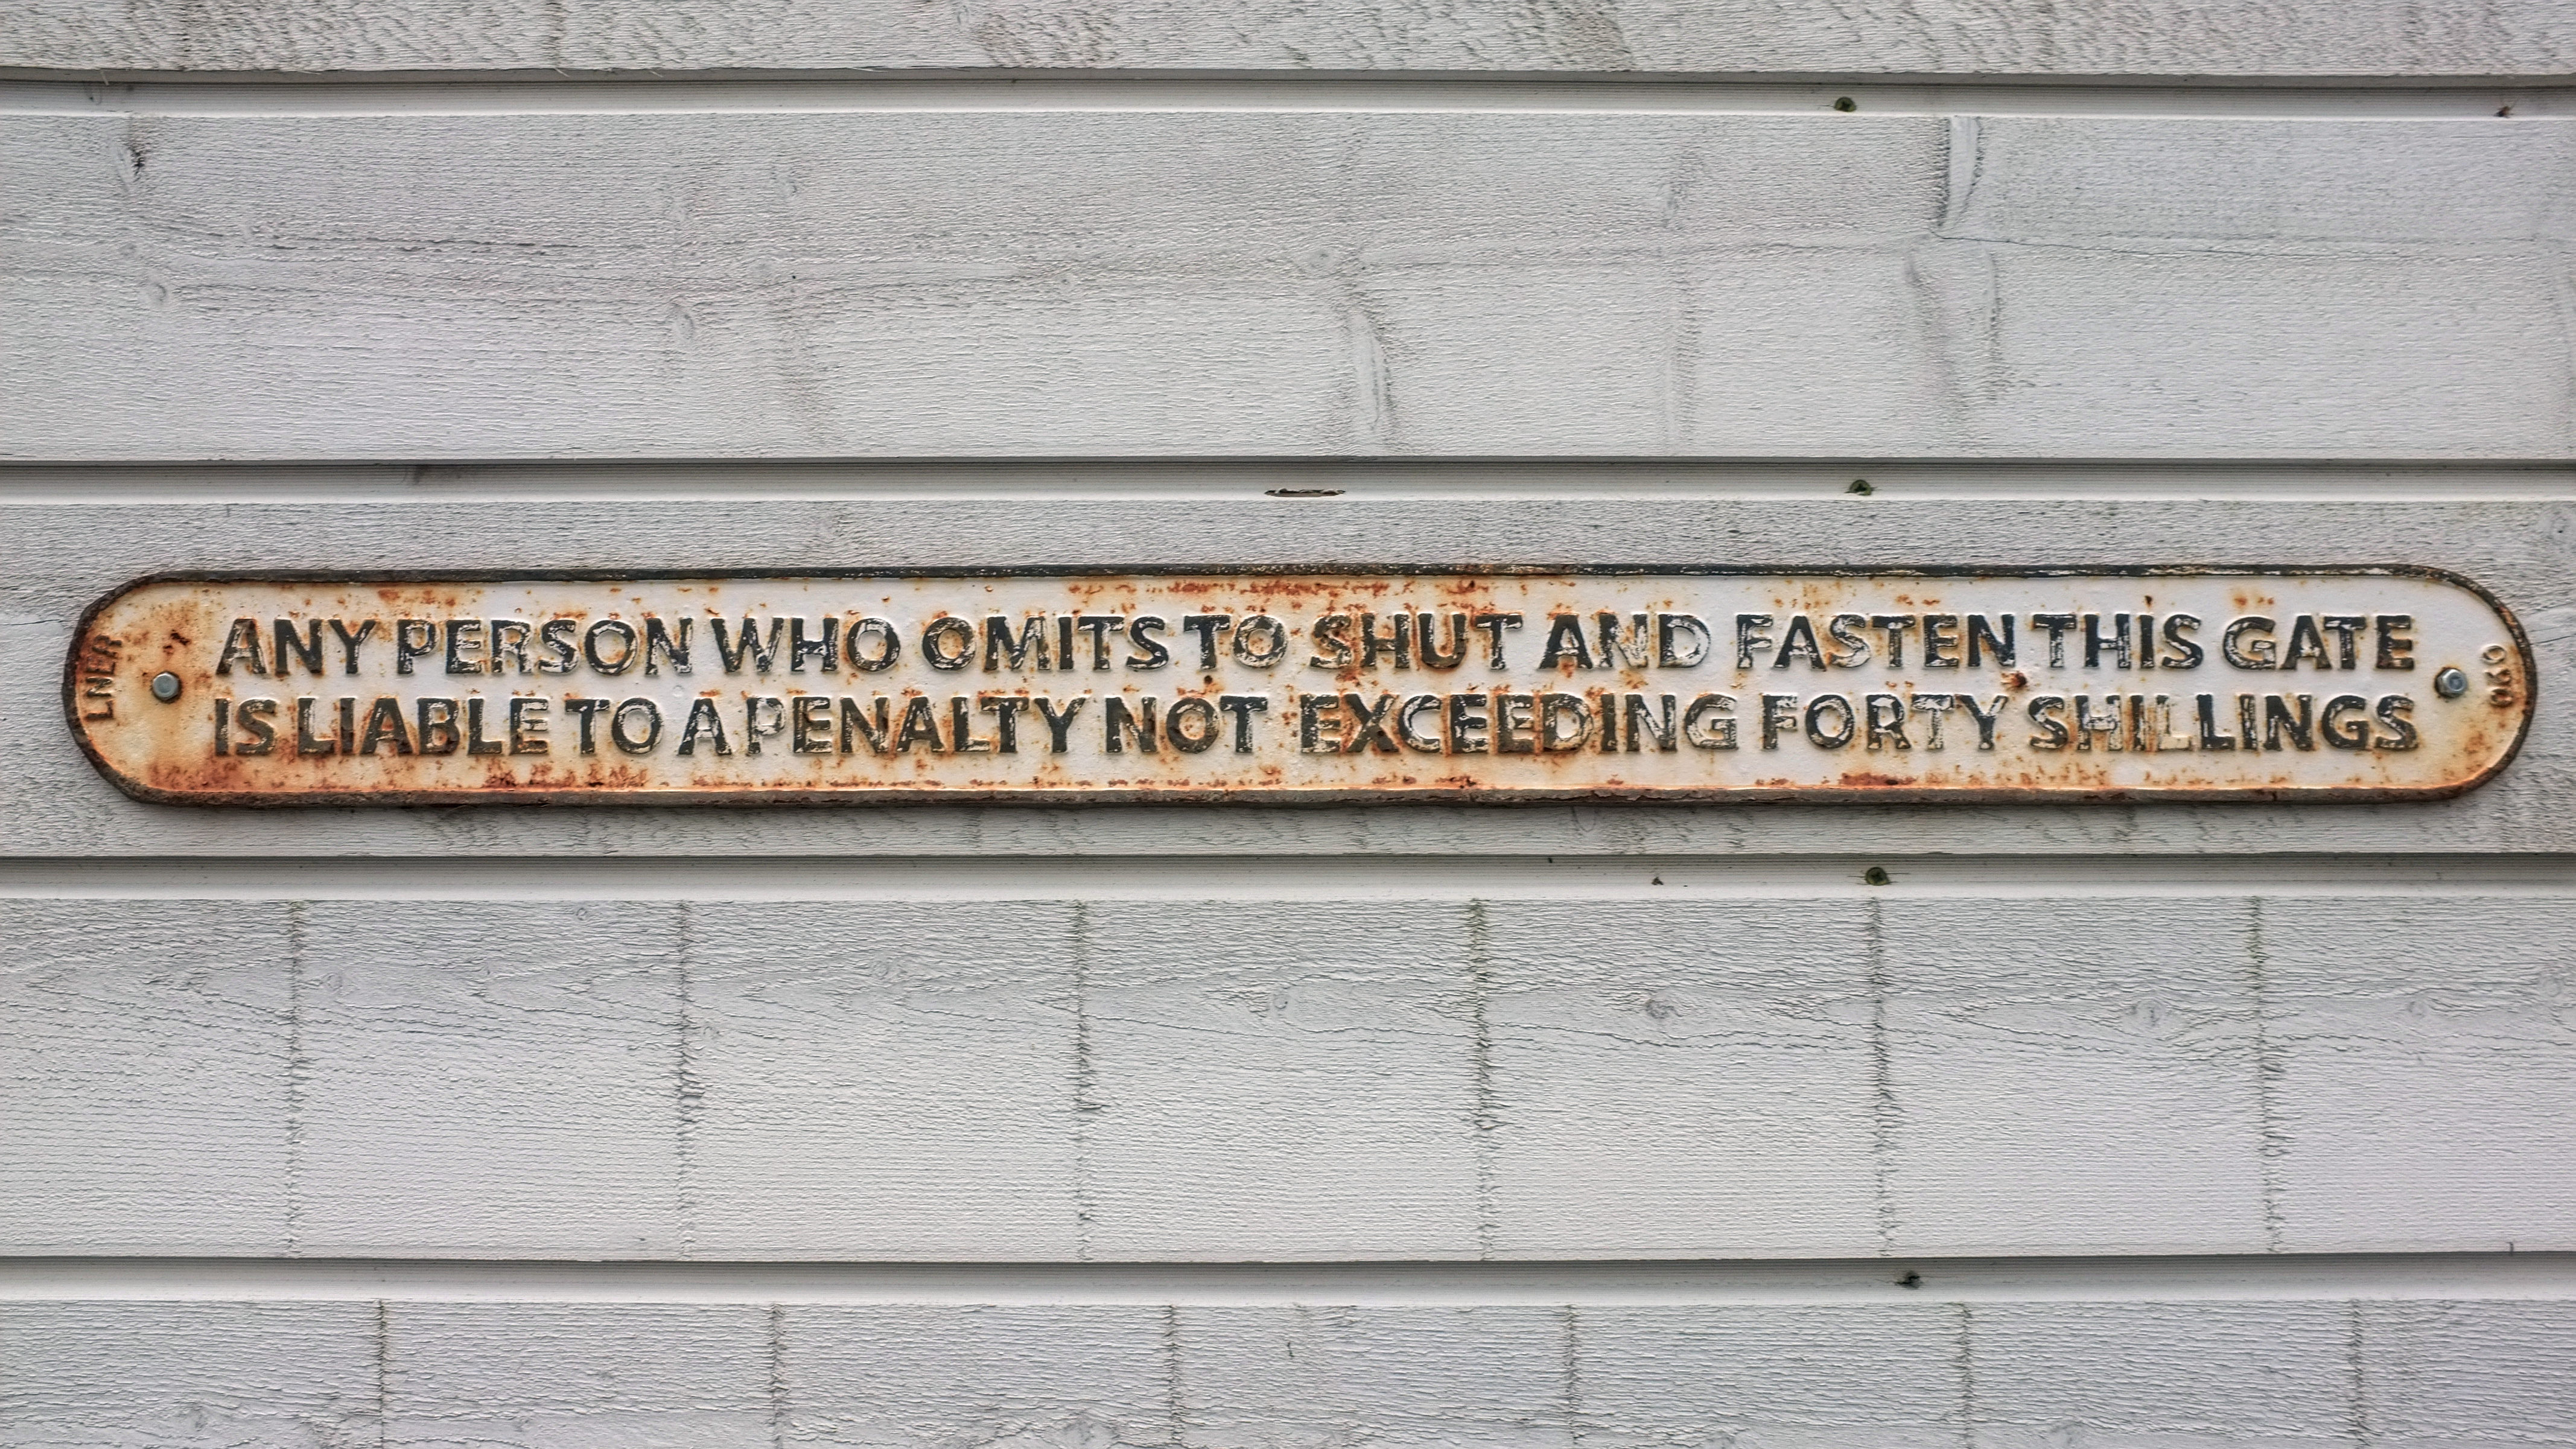 LNER
ANY PERSON WHO OMITS TO SHUT AND FASTEN THIS GATE
IS LIABLE TO A PENALTY NOT EXCEEDING FORTY SHILLINGS